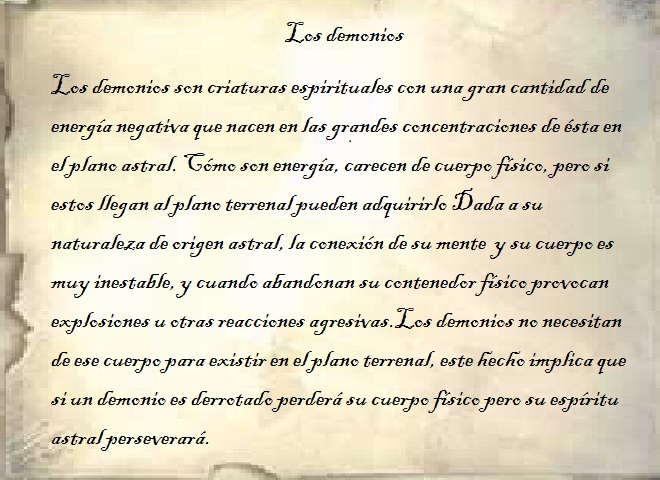 Los demonios
Los demonios son criaturas espirituales con una gran cantidad de
energía negativa que nacen en las grandes concentraciones de ésta en
el plano astral. Cómo son energía, carecen de cuerpo físico, pero si
estos llegan al plano terrenal pueden adquirirlo Dada a su
naturaleza de origen astral, la conexión de su mente y su cuerpo es
muy inestable, y cuando abandonan su contenedor físico provocan
explosiones u otras reacciones agresivas.Los demonios no necesitan
de ese cuerpo para existir en el plano terrenal, este hecho implica que
si un demonio es derrotado perderá su cuerpo físico pero su espíritu
astral perseverará.